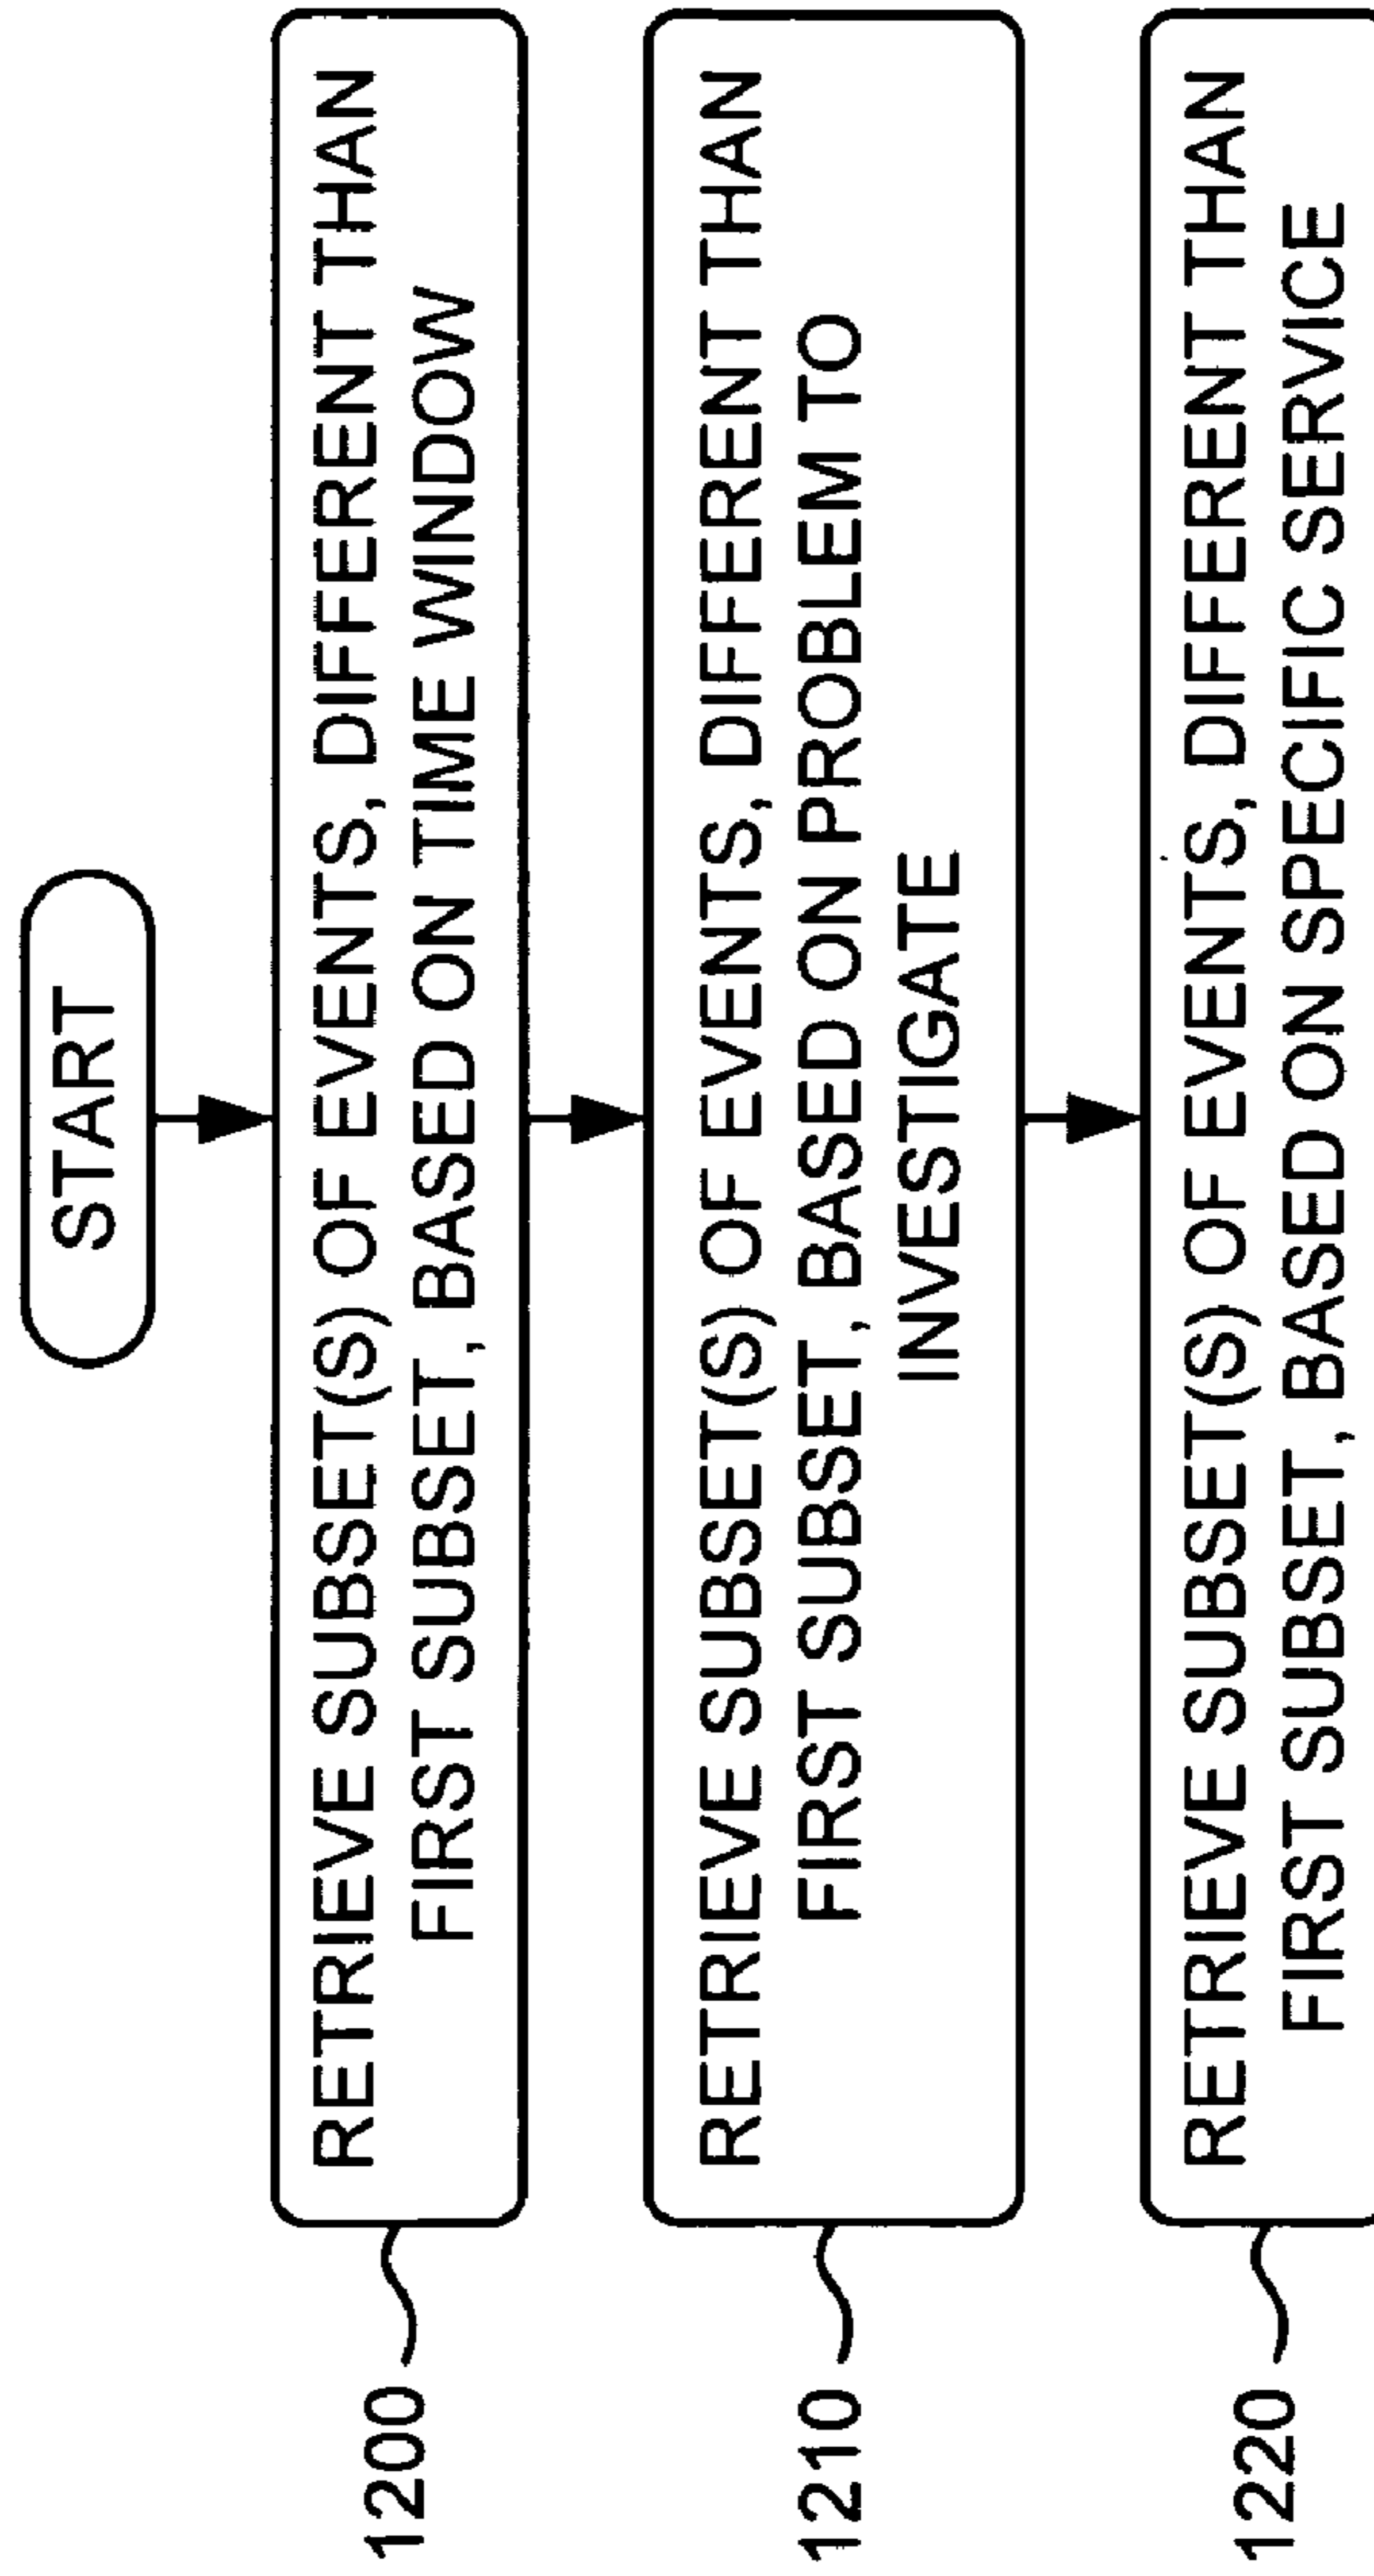 START
RETRIEVE SUBSET(S) OF EVENTS, DIFFERENT THAN
FIRST SUBSET, BASED ON TIME WINDOW
1200
RETRIEVE SUBSET(S) OF EVENTS, DIFFERENT THAN
FIRST SUBSET, BASED ON PROBLEM TO
INVESTIGATE
1210
RETRIEVE SUBSET(S) OF EVENTS, DIFFERENT THAN
FIRST SUBSET, BASED ON SPECIFIC SERVICE
1220